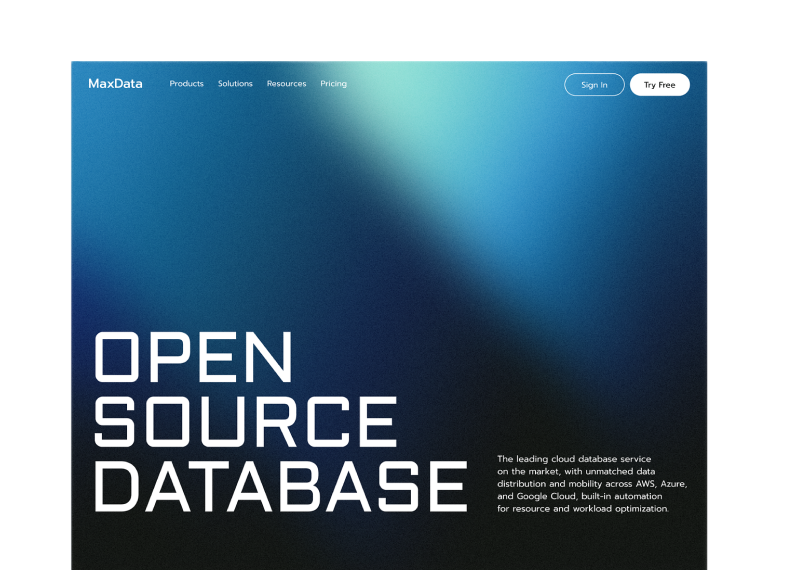 MaxData Products Solutions Resources Pricing Sign In Try Free
OPEN
SOURCE
DATABASE
The leading cloud database service
on the market, with unmatched data
distribution and mobility across AWS, Azure,
and Google Cloud, built-in automation
for resource and workload optimization.